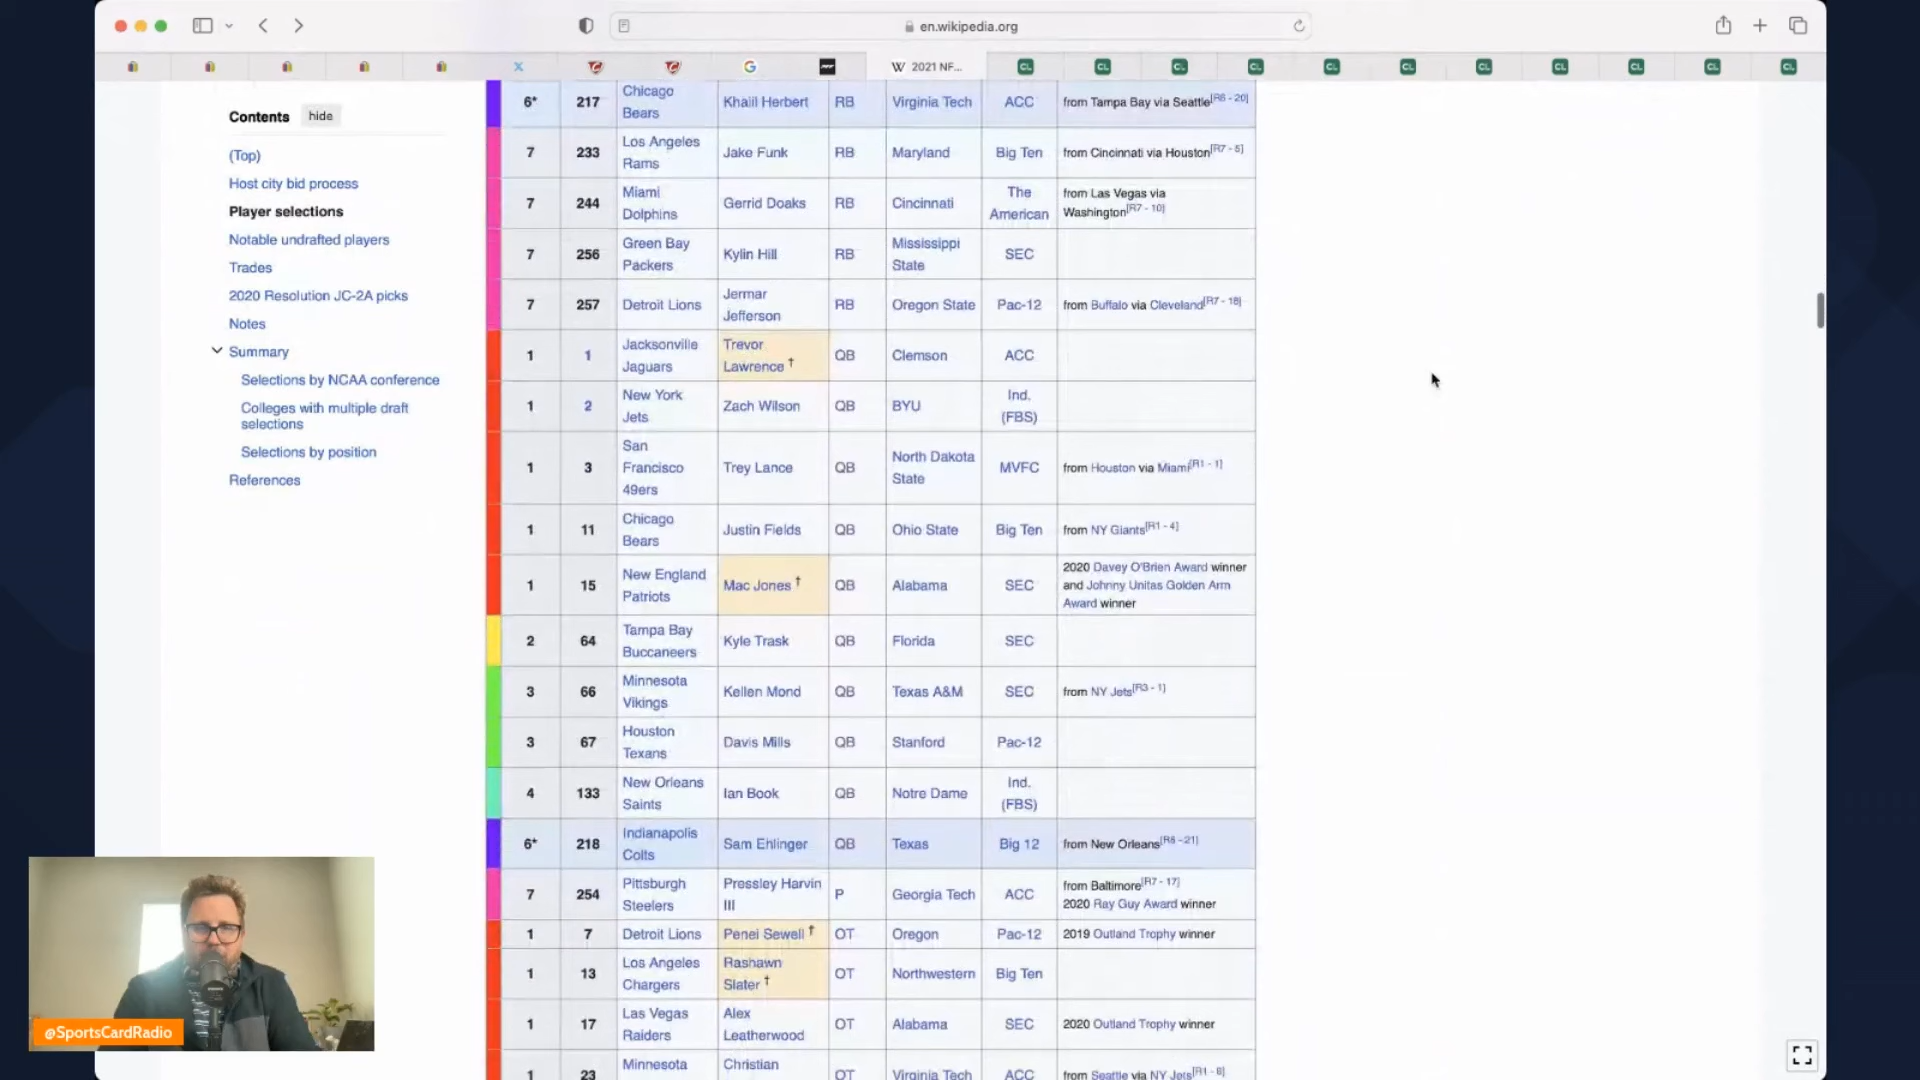 en.wikipedia.org
2021 NF...
Contents hide
(Top)
Host city bid process
Player selections
Notable undrafted players
Trades
2020 Resolution JC-2A picks
Notes
Summary
Selections by NCAA conference
Colleges with multiple draft
selections
Selections by position
References
6* 217 Chicago Bears Khalil Herbert RB Virginia Tech ACC from Tampa Bay via Seattle[R6 - 20]
7 233 Los Angeles Rams Jake Funk RB Maryland Big Ten from Cincinnati via Houston[R7 - 5]
7 244 Miami Dolphins Gerrid Doaks RB Cincinnati The American from Las Vegas via Washington[R7 - 10]
7 256 Green Bay Packers Kylin Hill RB Mississippi State SEC
7 257 Detroit Lions Jermar Jefferson RB Oregon State Pac-12 from Buffalo via Cleveland[R7 - 18]
1 1 Jacksonville Jaguars Trevor Lawrence † QB Clemson ACC
1 2 New York Jets Zach Wilson QB BYU Ind. (FBS)
1 3 San Francisco 49ers Trey Lance QB North Dakota State MVFC from Houston via Miami[R1 - 1]
1 11 Chicago Bears Justin Fields QB Ohio State Big Ten from NY Giants[R1 - 4]
1 15 New England Patriots Mac Jones † QB Alabama SEC 2020 Davey O'Brien Award winner and Johnny Unitas Golden Arm Award winner
2 64 Tampa Bay Buccaneers Kyle Trask QB Florida SEC
3 66 Minnesota Vikings Kellen Mond QB Texas A&M SEC from NY Jets[R3 - 1]
3 67 Houston Texans Davis Mills QB Stanford Pac-12
4 133 New Orleans Saints Ian Book QB Notre Dame Ind. (FBS)
6* 218 Indianapolis Colts Sam Ehlinger QB Texas Big 12 from New Orleans[R6 - 21]
7 254 Pittsburgh Steelers Pressley Harvin III P Georgia Tech ACC from Baltimore[R7 - 17] 2020 Ray Guy Award winner
1 7 Detroit Lions Penei Sewell † OT Oregon Pac-12 2019 Outland Trophy winner
1 13 Los Angeles Chargers Rashawn Slater † OT Northwestern Big Ten
1 17 Las Vegas Raiders Alex Leatherwood OT Alabama SEC 2020 Outland Trophy winner
1 23 Minnesota Christian OT Virginia Tech ACC from Seattle via NY Jets[R1 - 8]
@SportsCardRadio